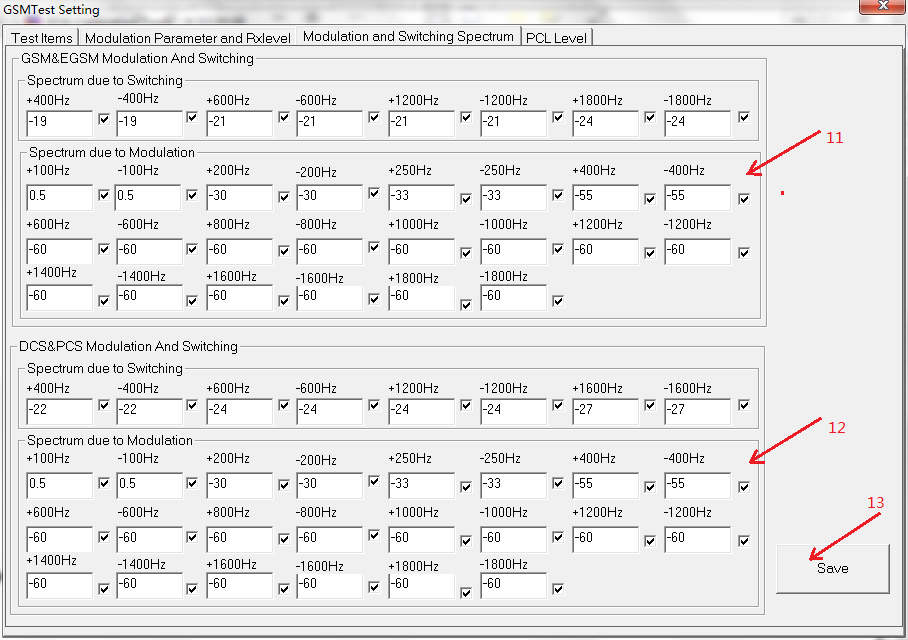 GSMTest Setting
Test Items Modulation Parameter and Rxlevel Modulation and Switching Spectrum PCL Level
GSM&EGSM Modulation And Switching
Spectrum due to Switching
+400Hz -400Hz +600Hz -600Hz +1200Hz -1200Hz +1800Hz -1800Hz
-19 -19 -21 -21 -21 -21 -24 -24
Spectrum due to Modulation
11
+100Hz -100Hz +200Hz -200Hz +250Hz -250Hz +400Hz -400Hz
0.5 0.5 -30 -30 -33 -33 -55 -55
+600Hz -600Hz +800Hz -800Hz +1000Hz -1000Hz +1200Hz -1200Hz
-60 -60 -60 -60 -60 -60 -60 -60
+1400Hz -1400Hz +1600Hz -1600Hz +1800Hz -1800Hz
-60 -60 -60 -60 -60 -60
DCS&PCS Modulation And Switching
Spectrum due to Switching
+400Hz -400Hz +600Hz -600Hz +1200Hz -1200Hz +1600Hz -1600Hz
-22 -22 -24 -24 -24 -24 -27 -27
Spectrum due to Modulation
12
+100Hz -100Hz +200Hz -200Hz +250Hz -250Hz +400Hz -400Hz
0.5 0.5 -30 -30 -33 -33 -55 -55
+600Hz -600Hz +800Hz -800Hz +1000Hz -1000Hz +1200Hz -1200Hz
-60 -60 -60 -60 -60 -60 -60 -60
13
+1400Hz -1400Hz +1600Hz -1600Hz +1800Hz -1800Hz
-60 -60 -60 -60 -60 -60
Save